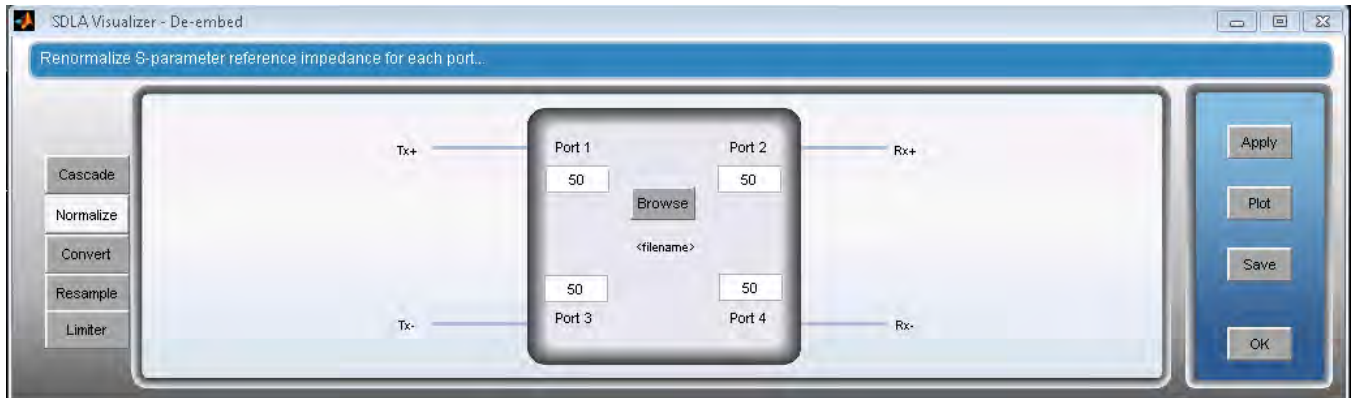 SDLA Visualizer - De-embed
Renormalize S-parameter reference impedance for each port..
Cascade
Normalize
Convert
Resample
Limiter
Tx+
Port 1
Port 2
Rx+
50
50
Browse
<filename>
50
50
Tx-
Port 3
Port 4
Rx-
Apply
Plot
Save
OK